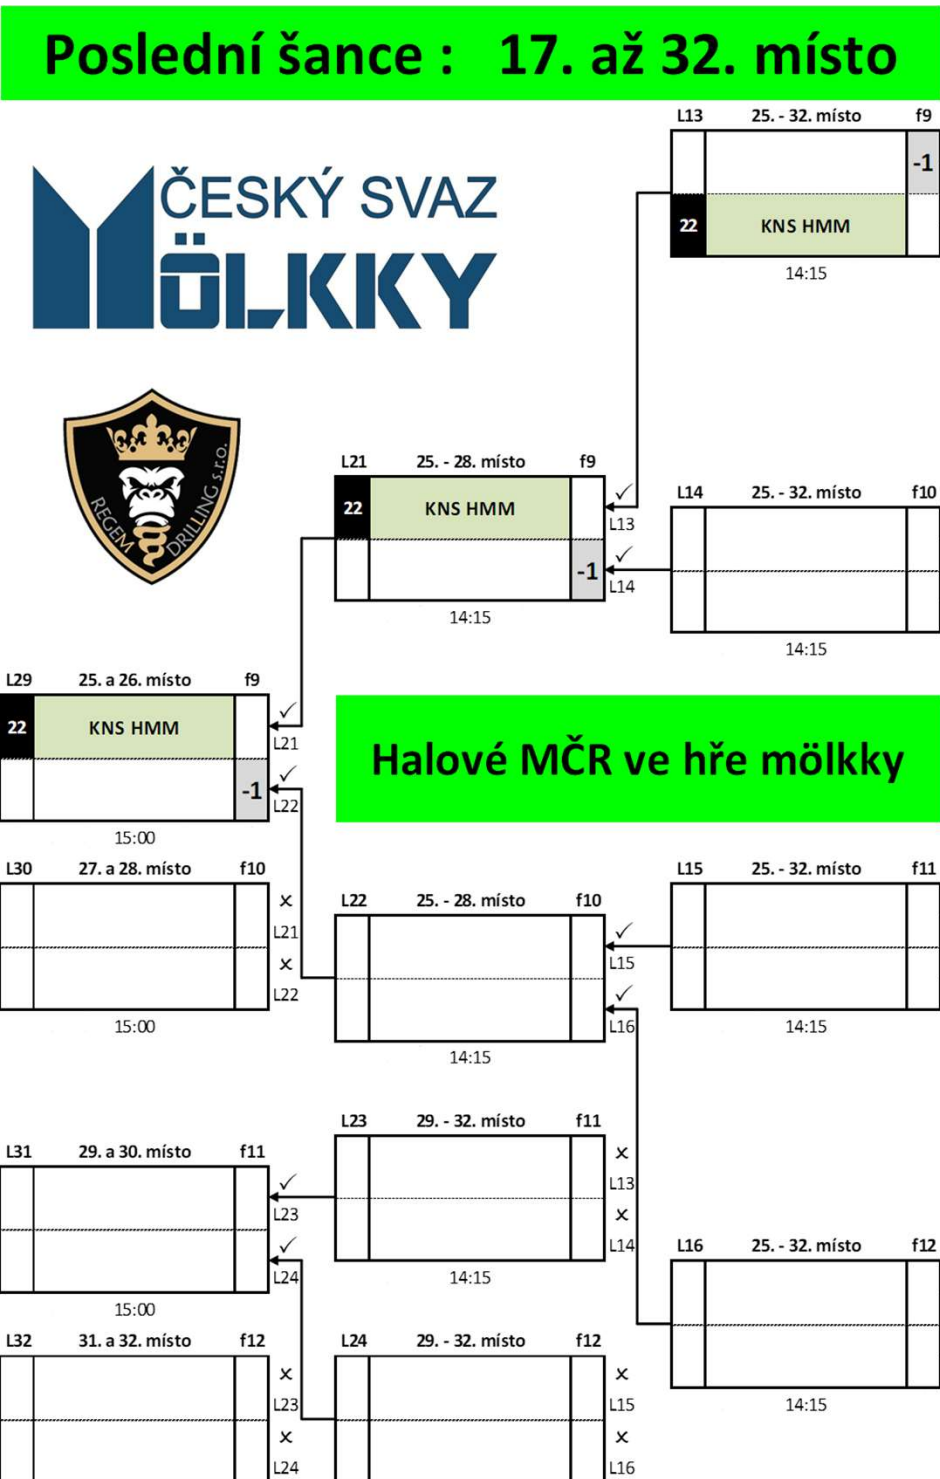 Poslední šance : 17. až 32. místo
L13 25. - 32. místo f9
-1
22 KNS HMM
14:15
ČESKÝ SVAZ
MÖLKKY
REGEM DRILLING s.r.o.
L21 25. - 28. místo f9
22 KNS HMM
-1
14:15
✓
L13
✓
L14
L14 25. - 32. místo f10
14:15
L29 25. a 26. místo f9
22 KNS HMM
-1
15:00
✓
L21
✓
L22
Halové MČR ve hře mölkky
L30 27. a 28. místo f10
x
L21
x
L22
15:00
L22 25. - 28. místo f10
✓
L15
✓
L16
14:15
L15 25. - 32. místo f11
14:15
L31 29. a 30. místo f11
✓
L23
✓
L24
15:00
L23 29. - 32. místo f11
x
L13
x
L14
14:15
L16 25. - 32. místo f12
14:15
L32 31. a 32. místo f12
x
L23
x
L24
L24 29. - 32. místo f12
x
L15
x
L16